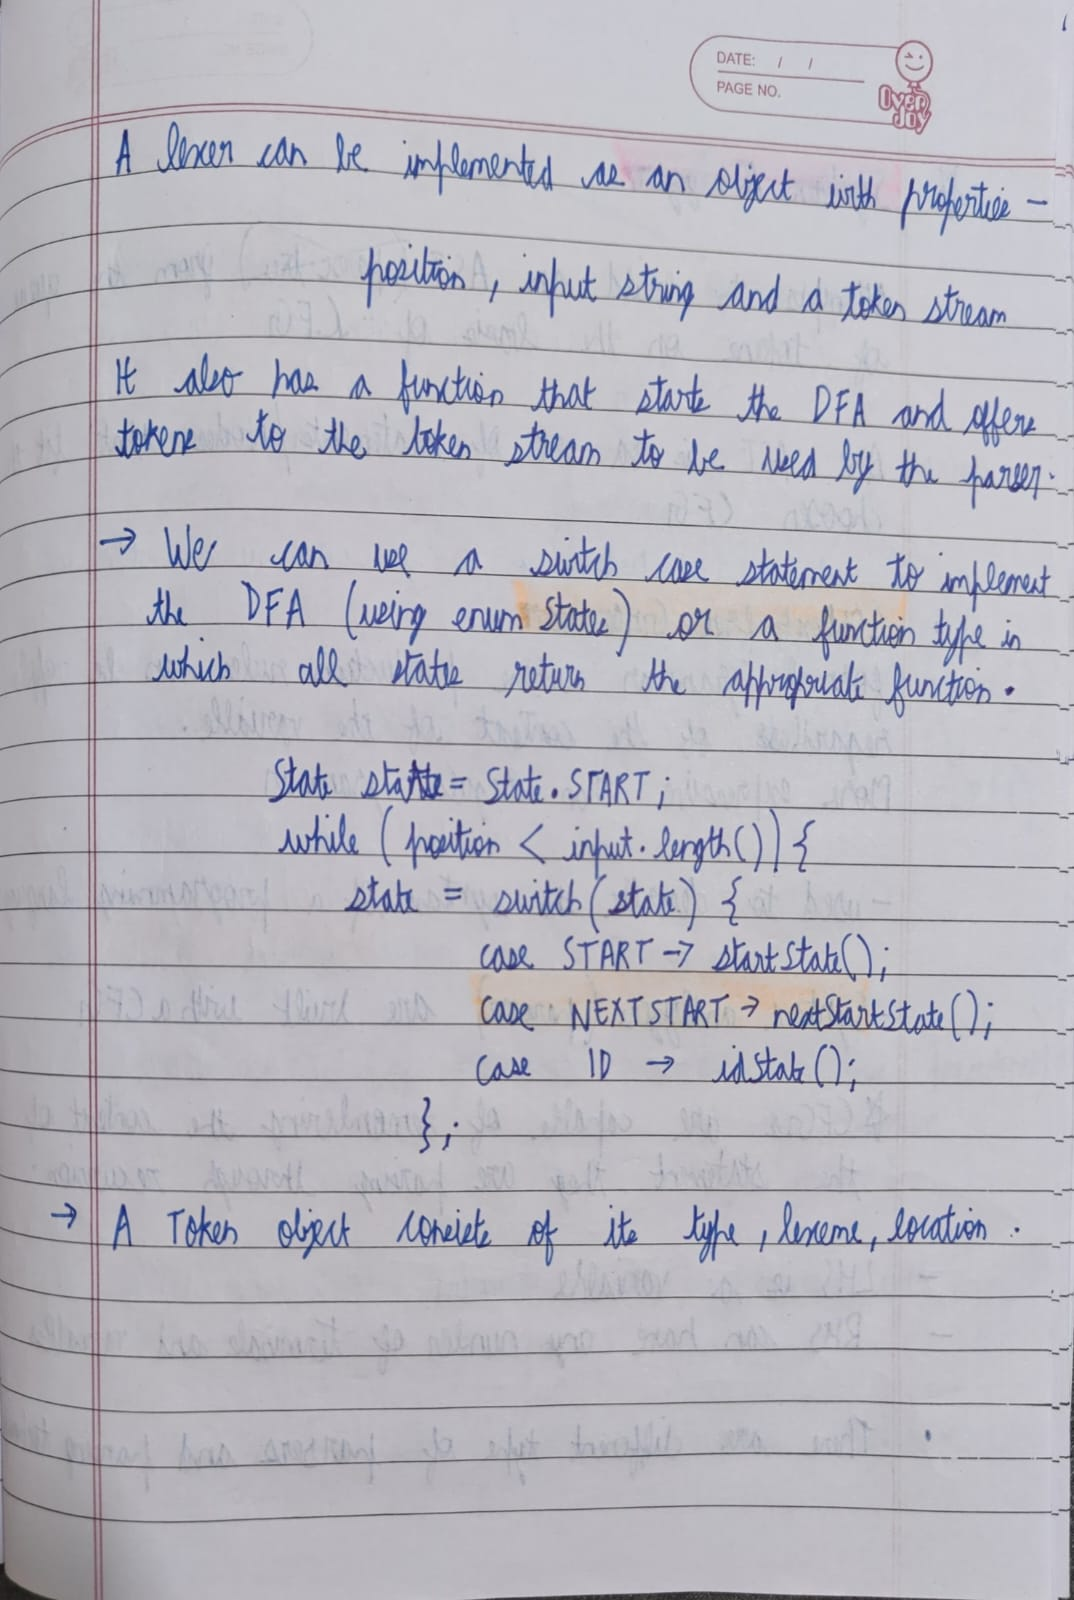 DATE: / /
PAGE NO.
Over Joy
A lexer can be implemented as an object with properties –
position, input string and a token stream
It also has a function that starts the DFA and offers
tokens to the token stream to be used by the parser.
→ We can use a switch case statement to implement
the DFA (using enum States) or a function type in
which all states return the appropriate function.
State state = State.START;
while (position < input.length()) {
state = switch(state) {
case START -> startState();
case NEXTSTART -> nextStartState();
case ID -> idState();
};
→ A Token object consists of its type, lexeme, location.